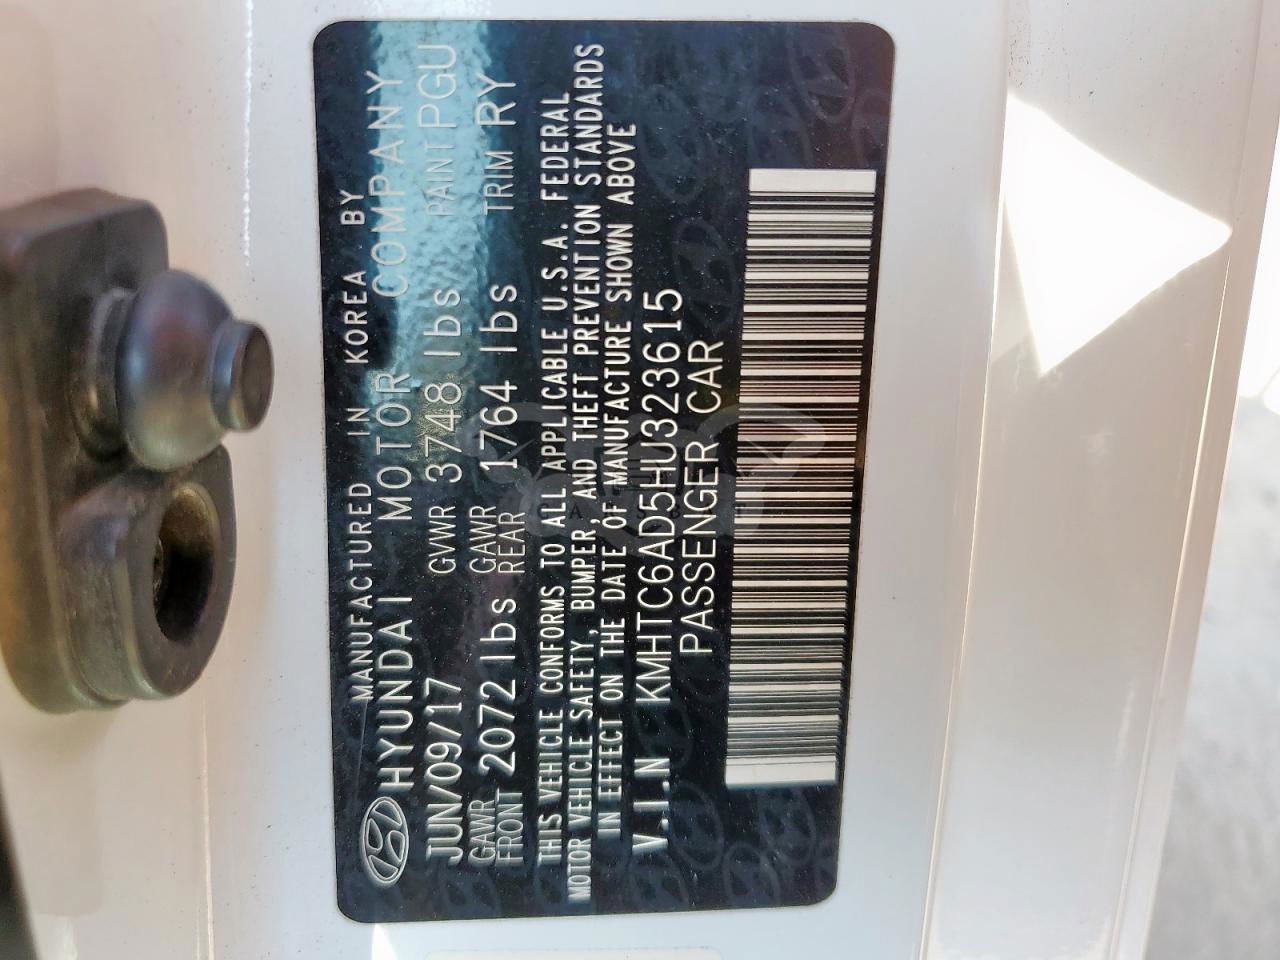 MANUFACTURED IN KOREA BY
HYUNDAI MOTOR COMPANY
JUN/09/17 GVWR 3748 lbs PAINT PGU
GAWR FRONT 2072 lbs GAWR REAR 1764 lbs TRIM RY
THIS VEHICLE CONFORMS TO ALL APPLICABLE U.S.A. FEDERAL
MOTOR VEHICLE SAFETY, BUMPER, AND THEFT PREVENTION STANDARDS
IN EFFECT ON THE DATE OF MANUFACTURE SHOWN ABOVE
V.I.N KMHTC6AD5HU323615
PASSENGER CAR